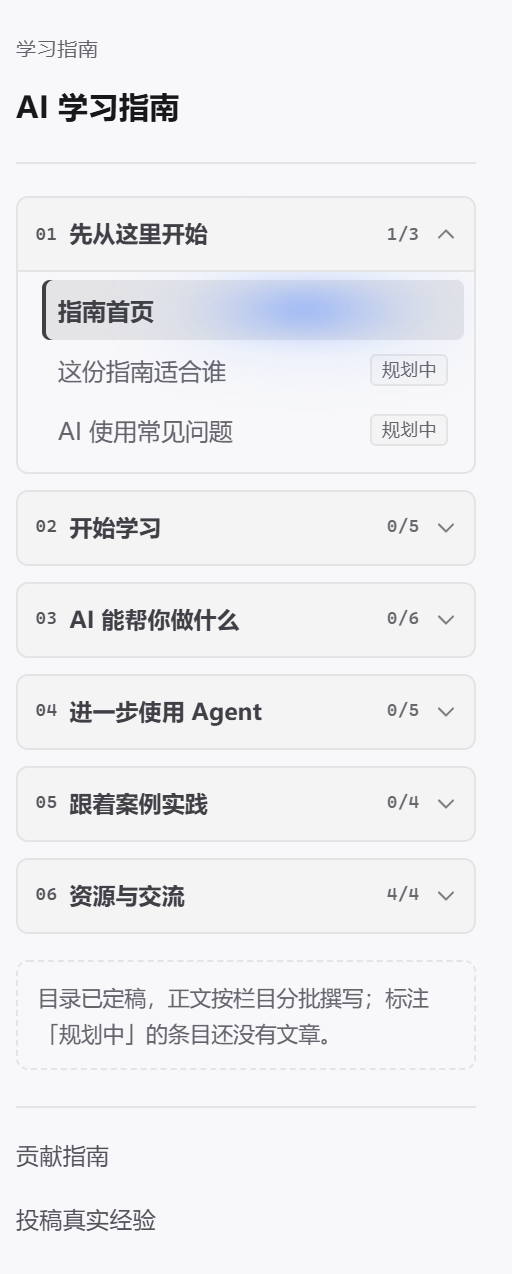 学习指南
AI 学习指南
01 先从这里开始 1/3
指南首页
这份指南适合谁 规划中
AI 使用常见问题 规划中
02 开始学习 0/5
03 AI 能帮你做什么 0/6
04 进一步使用 Agent 0/5
05 跟着案例实践 0/4
06 资源与交流 4/4
目录已定稿，正文按栏目分批撰写；标注
「规划中」的条目还没有文章。
贡献指南
投稿真实经验